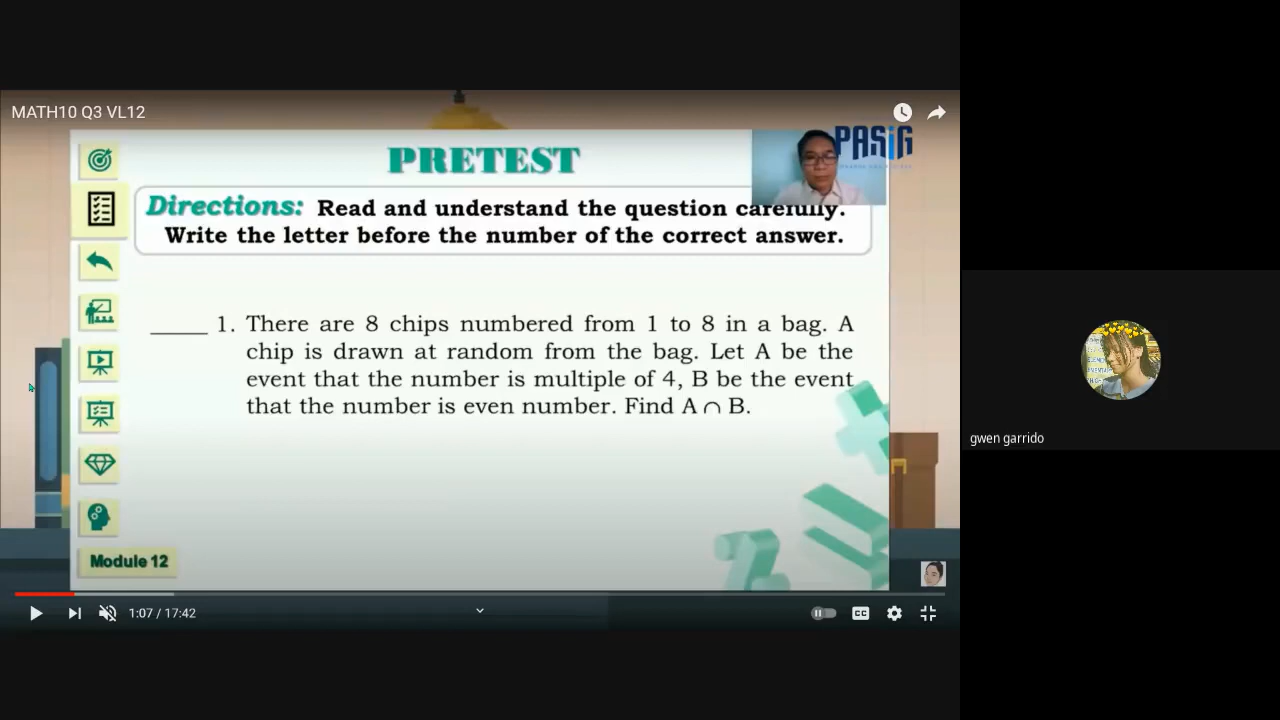 MATH10 Q3 VL12
PASIG
PRETEST
Directions: Read and understand the question carefully.
Write the letter before the number of the correct answer.
_____ 1. There are 8 chips numbered from 1 to 8 in a bag. A
chip is drawn at random from the bag. Let A be the
event that the number is multiple of 4, B be the event
that the number is even number. Find A ∩ B.
Module 12
1:07 / 17:42
CC
gwen garrido